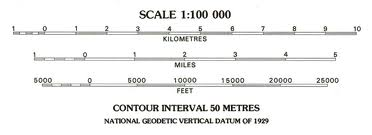 SCALE 1:100 000
1 0 1 2 3 4 5 6 7 8 9 10
KILOMETRES
1 0 1 2 3 4 5
MILES
5000 0 5000 10000 15000 20000 25000
FEET
CONTOUR INTERVAL 50 METRES
NATIONAL GEODETIC VERTICAL DATUM OF 1929